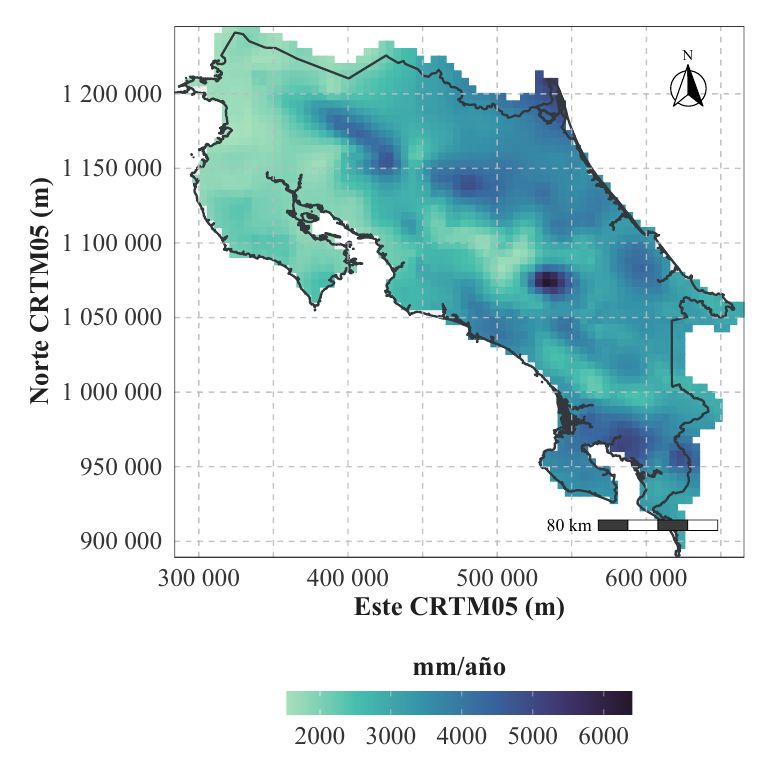 N
1 200 000
1 150 000
1 100 000
1 050 000
1 000 000
950 000
900 000
Norte CRTM05 (m)
80 km
300 000 400 000 500 000 600 000
Este CRTM05 (m)
mm/año
2000 3000 4000 5000 6000